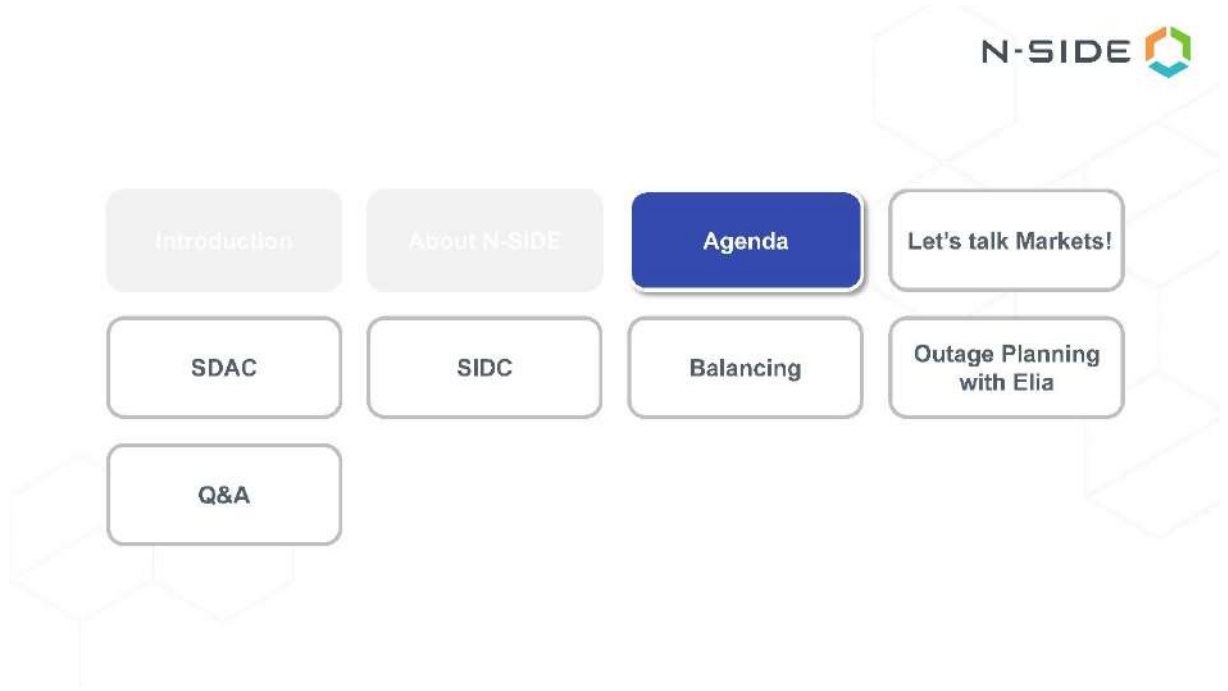 N-SIDE
Introduction
About N-SIDE
Agenda
Let's talk Markets!
SDAC
SIDC
Balancing
Outage Planning
with Elia
Q&A